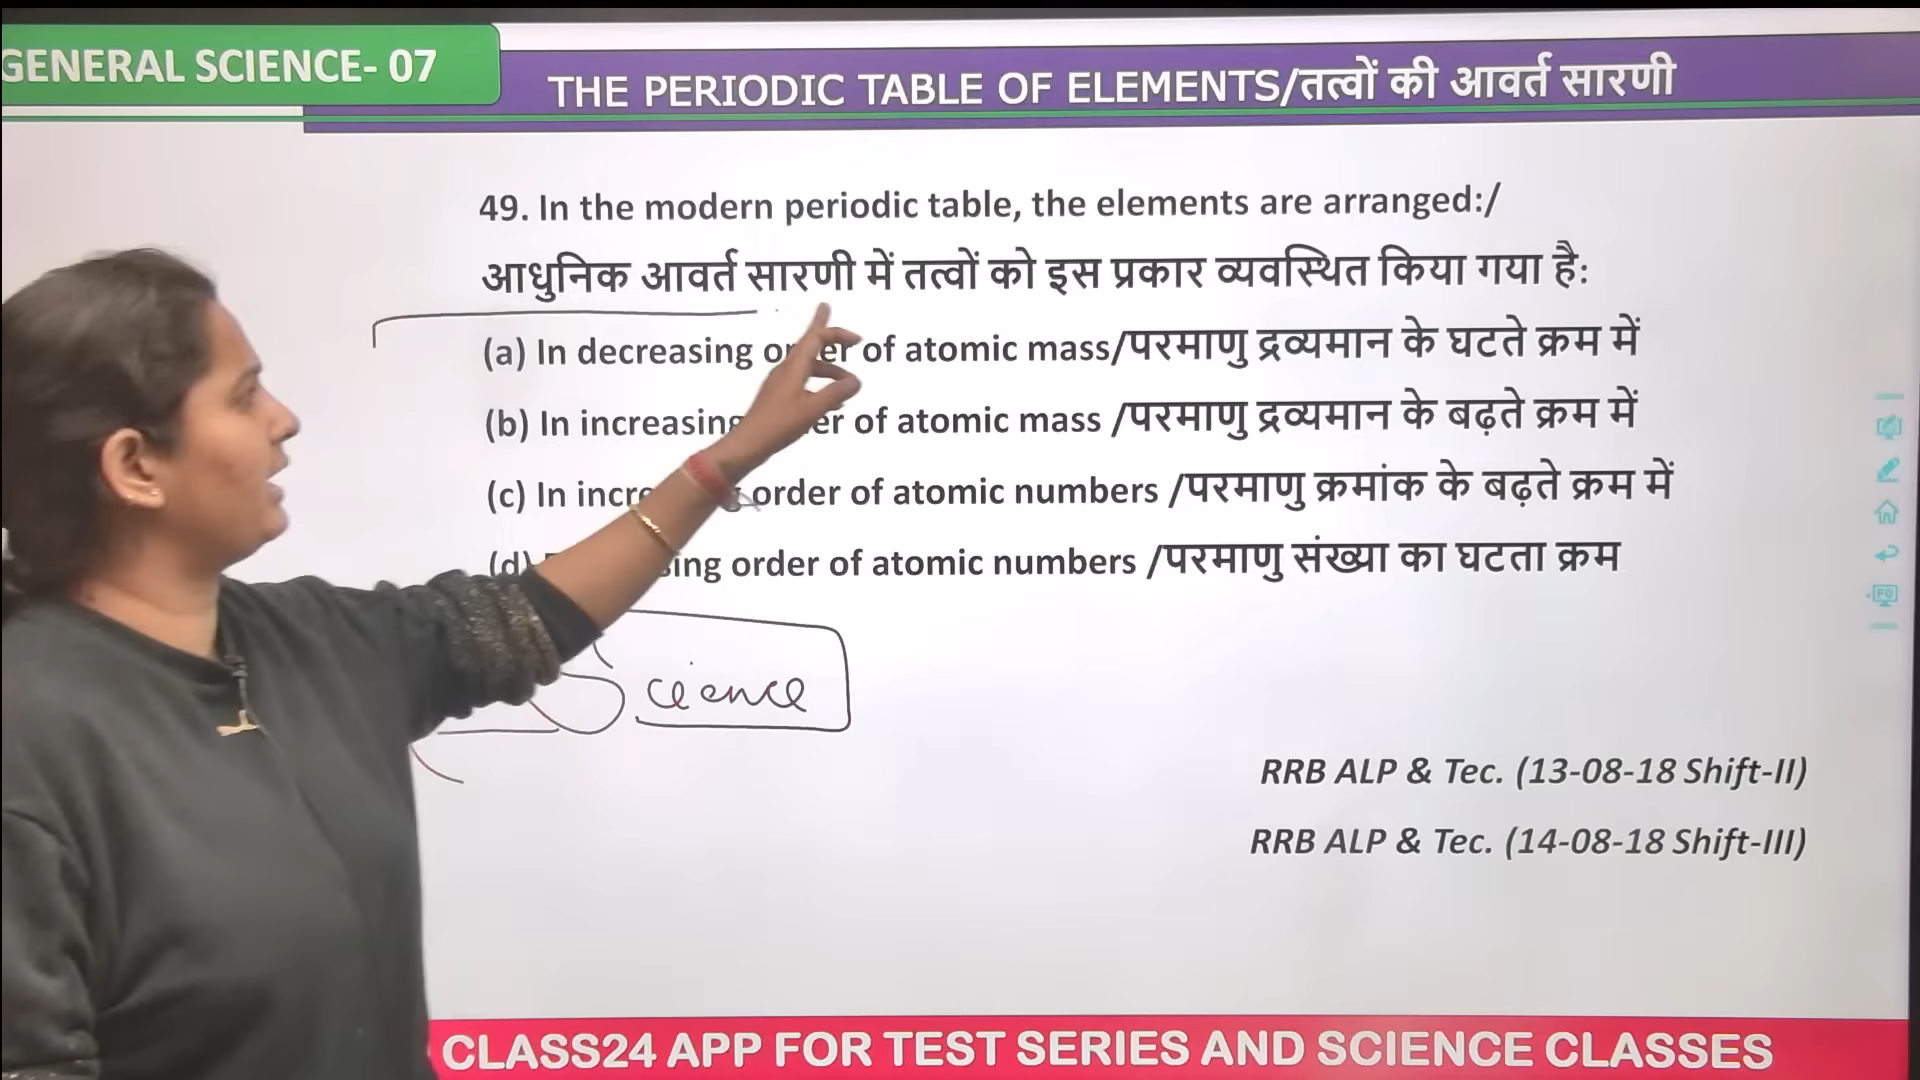 GENERAL SCIENCE- 07
THE PERIODIC TABLE OF ELEMENTS/तत्वों की आवर्त सारणी
49. In the modern periodic table, the elements are arranged:/
आधुनिक आवर्त सारणी में तत्वों को इस प्रकार व्यवस्थित किया गया है:
(a) In decreasing of atomic mass/परमाणु द्रव्यमान के घटते क्रम में
(b) In increasing of atomic mass /परमाणु द्रव्यमान के बढ़ते क्रम में
(c) In order of atomic numbers /परमाणु क्रमांक के बढ़ते क्रम में
(d) order of atomic numbers /परमाणु संख्या का घटता क्रम
Science
RRB ALP & Tec. (13-08-18 Shift-II)
RRB ALP & Tec. (14-08-18 Shift-III)
CLASS24 APP FOR TEST SERIES AND SCIENCE CLASSES